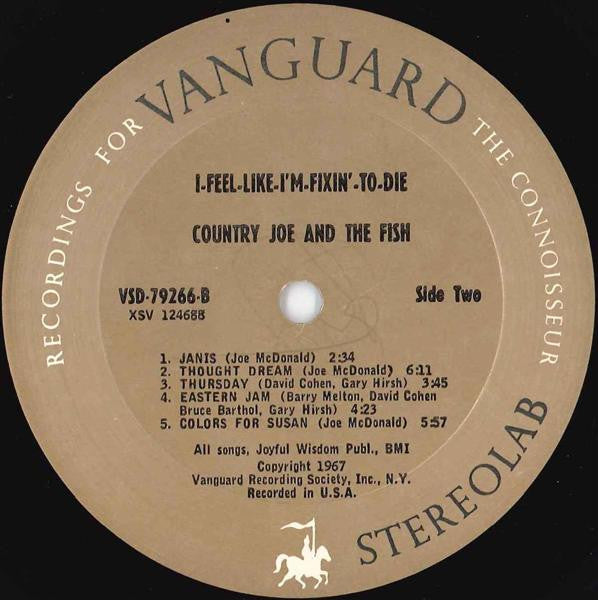 RECORDINGS FOR VANGUARD THE CONNOISSEUR
I-FEEL-LIKE-I'M-FIXIN'-TO-DIE
COUNTRY JOE AND THE FISH
VSD-79266-B Side Two
XSV 124688
1. JANIS (Joe McDonald) 2:34
2. THOUGHT DREAM (Joe McDonald) 6:11
3. THURSDAY (David Cohen, Gary Hirsh) 3:45
4. EASTERN JAM (Barry Melton, David Cohen
Bruce Barthol, Gary Hirsh) 4:23
5. COLORS FOR SUSAN (Joe McDonald) 5:57
All songs, Joyful Wisdom Publ., BMI
Copyright 1967
Vanguard Recording Society, Inc., N.Y.
Recorded in U.S.A.
STEREOLAB